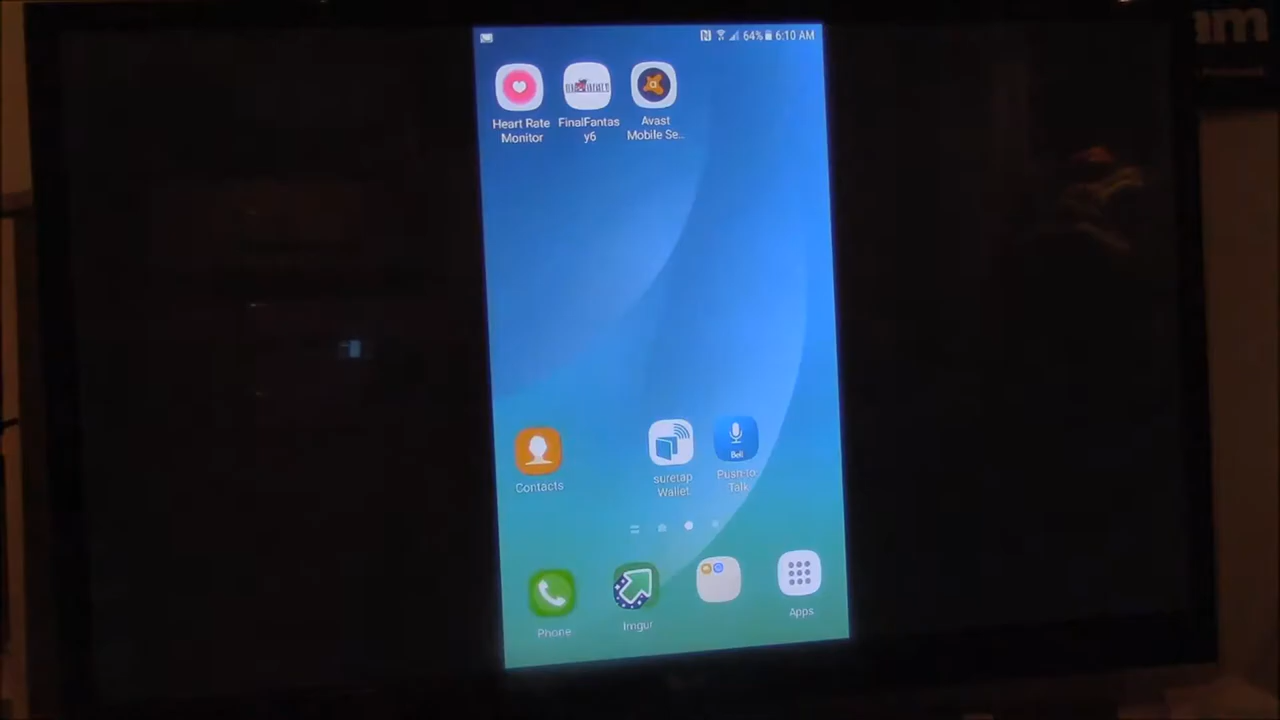 am
64% 6:10 AM
Heart Rate
Monitor
FinalFantas
y6
Avast
Mobile Se..
Contacts
suretap
Wallet
Bell
Push-to-
Talk
Phone
Imgur
Apps